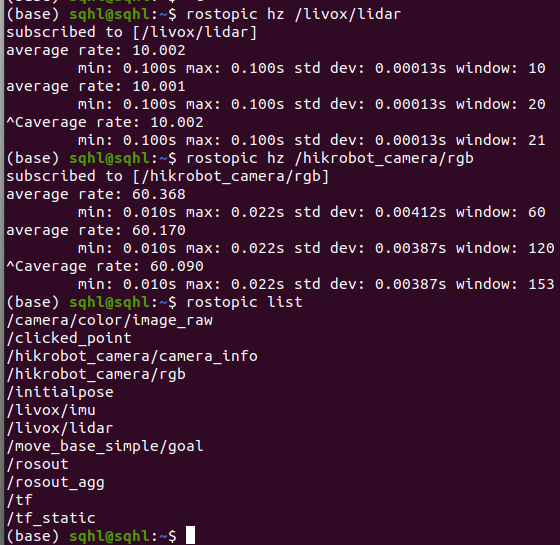 (base) sqhl@sqhl:~$ rostopic hz /livox/lidar
subscribed to [/livox/lidar]
average rate: 10.002
        min: 0.100s max: 0.100s std dev: 0.00013s window: 10
average rate: 10.001
        min: 0.100s max: 0.100s std dev: 0.00013s window: 20
^Caverage rate: 10.002
        min: 0.100s max: 0.100s std dev: 0.00013s window: 21
(base) sqhl@sqhl:~$ rostopic hz /hikrobot_camera/rgb
subscribed to [/hikrobot_camera/rgb]
average rate: 60.368
        min: 0.010s max: 0.022s std dev: 0.00412s window: 60
average rate: 60.170
        min: 0.010s max: 0.022s std dev: 0.00387s window: 120
^Caverage rate: 60.090
        min: 0.010s max: 0.022s std dev: 0.00387s window: 153
(base) sqhl@sqhl:~$ rostopic list
/camera/color/image_raw
/clicked_point
/hikrobot_camera/camera_info
/hikrobot_camera/rgb
/initialpose
/livox/imu
/livox/lidar
/move_base_simple/goal
/rosout
/rosout_agg
/tf
/tf_static
(base) sqhl@sqhl:~$